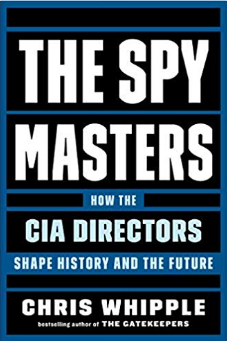 THE SPY
MASTERS
HOW THE
CIA DIRECTORS
SHAPE HISTORY AND THE FUTURE
CHRIS WHIPPLE
bestselling author of THE GATEKEEPERS